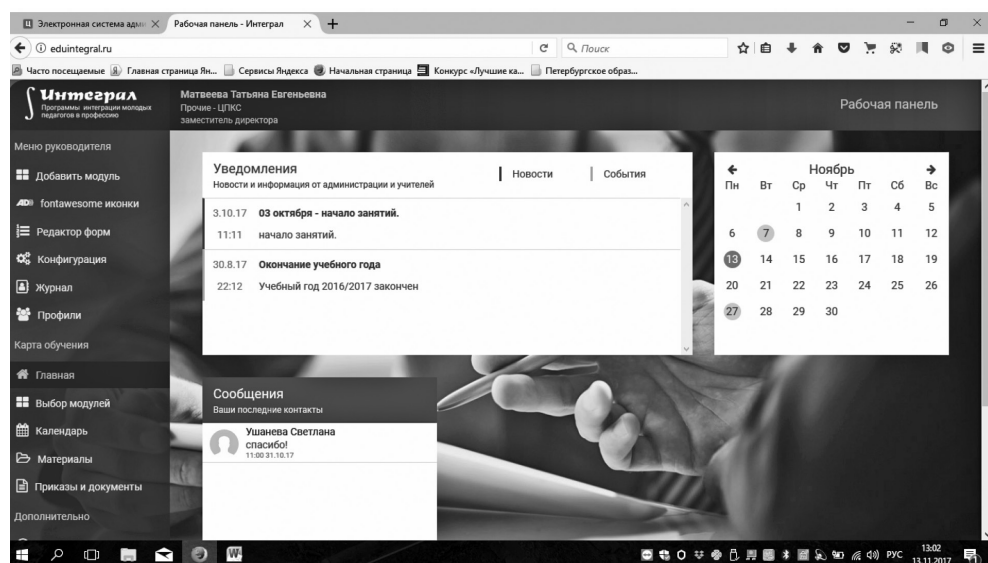 Электронная система адми
Рабочая панель - Интеграл
eduintegral.ru
Поиск
Часто посещаемые
Главная страница Ян...
Сервисы Яндекса
Начальная страница
Конкурс «Лучшие ка...
Петербургское образ...
Интеграл
Программы интеграции молодых
педагогов в профессию
Матвеева Татьяна Евгеньевна
Прочие - ЦПКС
заместитель директора
Рабочая панель
Меню руководителя
Добавить модуль
fontawesome иконки
Редактор форм
Конфигурация
Журнал
Профили
Карта обучения
Главная
Выбор модулей
Календарь
Материалы
Приказы и документы
Дополнительно
Уведомления
Новости и информация от администрации и учителей
Новости
События
3.10.17 03 октября - начало занятий.
11:11 начало занятий.
30.8.17 Окончание учебного года
22:12 Учебный год 2016/2017 закончен
Ноябрь
Пн Вт Ср Чт Пт Сб Вс
1 2 3 4 5
6 7 8 9 10 11 12
13 14 15 16 17 18 19
20 21 22 23 24 25 26
27 28 29 30
Сообщения
Ваши последние контакты
Ушанева Светлана
спасибо!
11:00 31.10.17
РУС
13:02
13.11.2017